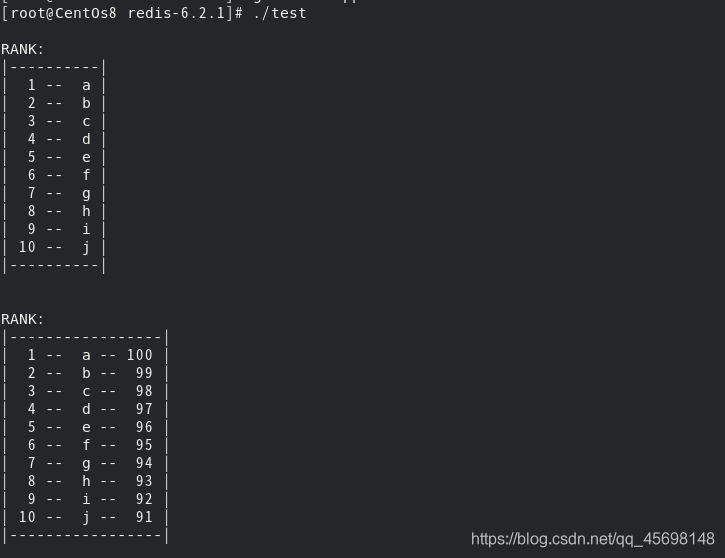 [root@CentOs8 redis-6.2.1]# ./test
RANK:
|----------|
|  1 --  a |
|  2 --  b |
|  3 --  c |
|  4 --  d |
|  5 --  e |
|  6 --  f |
|  7 --  g |
|  8 --  h |
|  9 --  i |
| 10 --  j |
|----------|
RANK:
|-----------------|
|  1 --  a -- 100 |
|  2 --  b --  99 |
|  3 --  c --  98 |
|  4 --  d --  97 |
|  5 --  e --  96 |
|  6 --  f --  95 |
|  7 --  g --  94 |
|  8 --  h --  93 |
|  9 --  i --  92 |
| 10 --  j --  91 |
|-----------------|
https://blog.csdn.net/qq_45698148